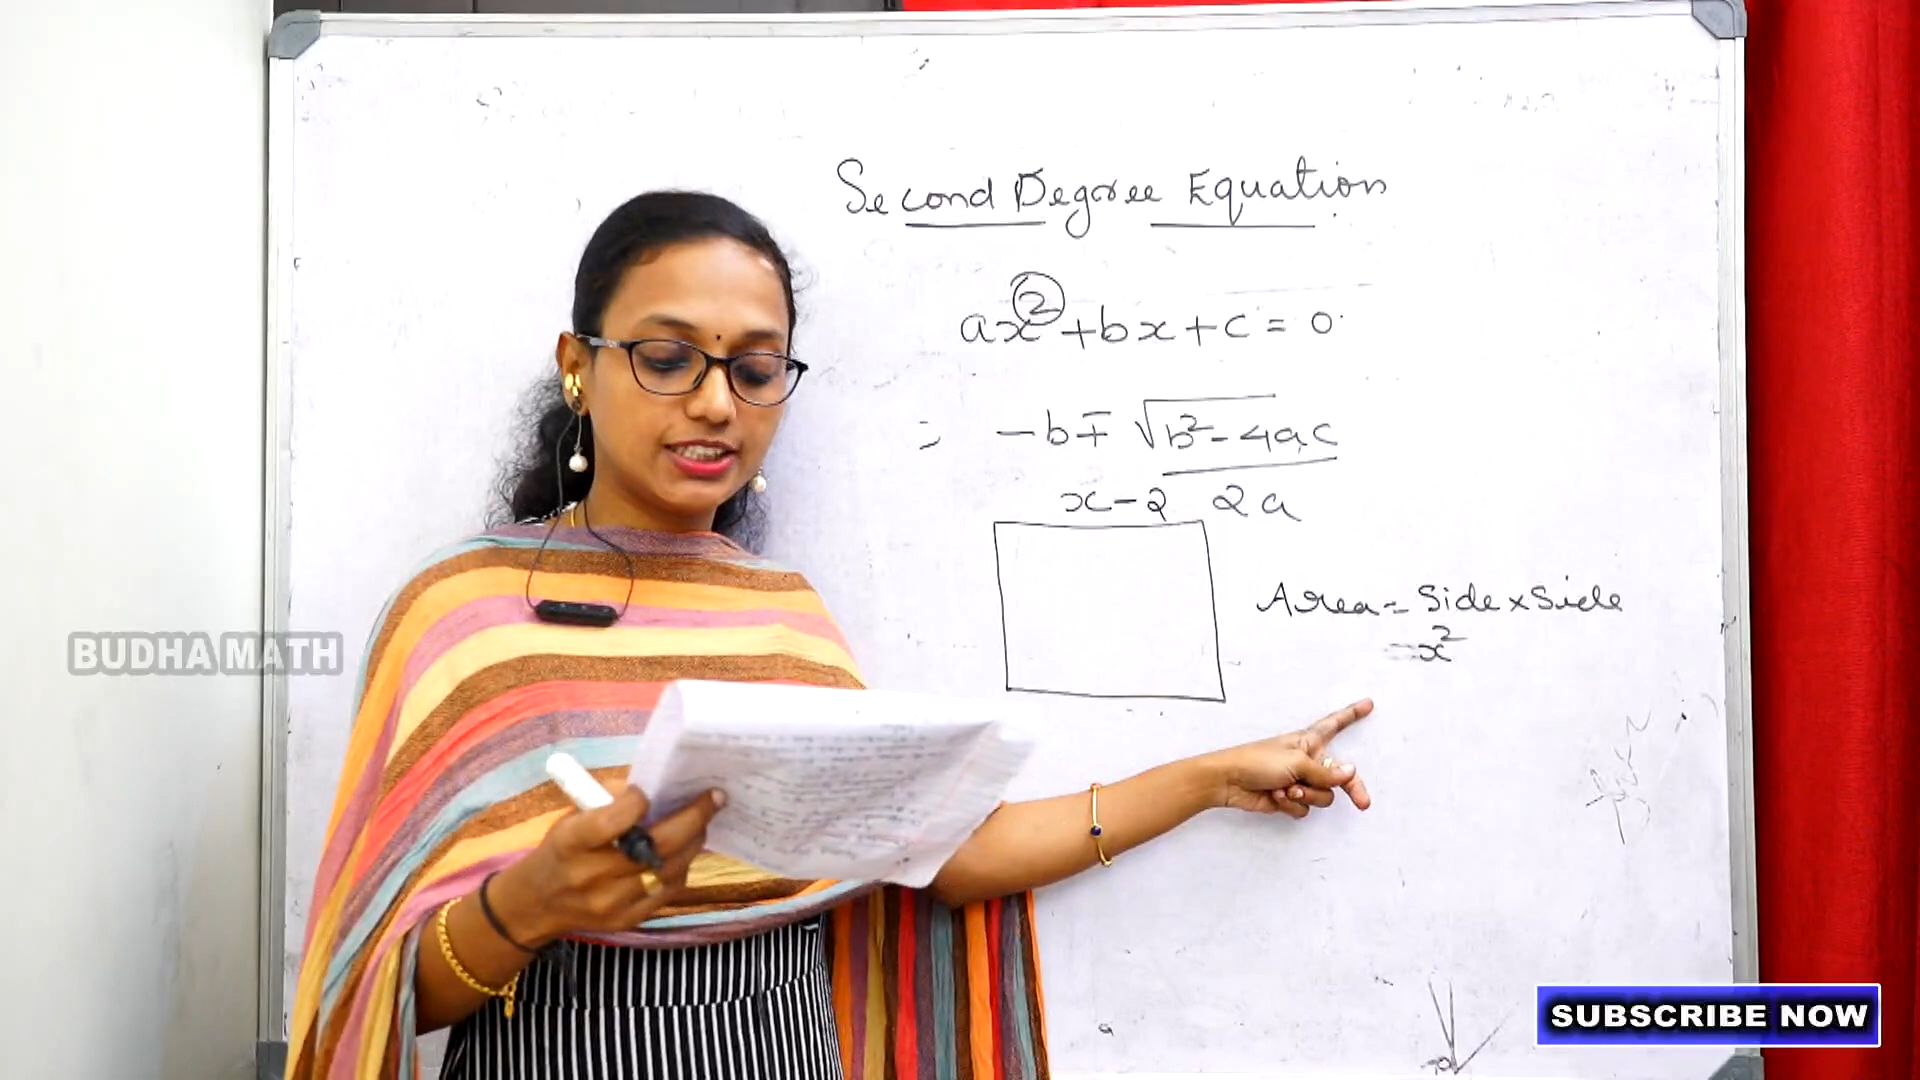 Second Degree Equation
ax²+bx+c=0
= -b∓ √b²-4ac
x-2 2a
Area = Side x Side
= x²
BUDHA MATH
SUBSCRIBE NOW